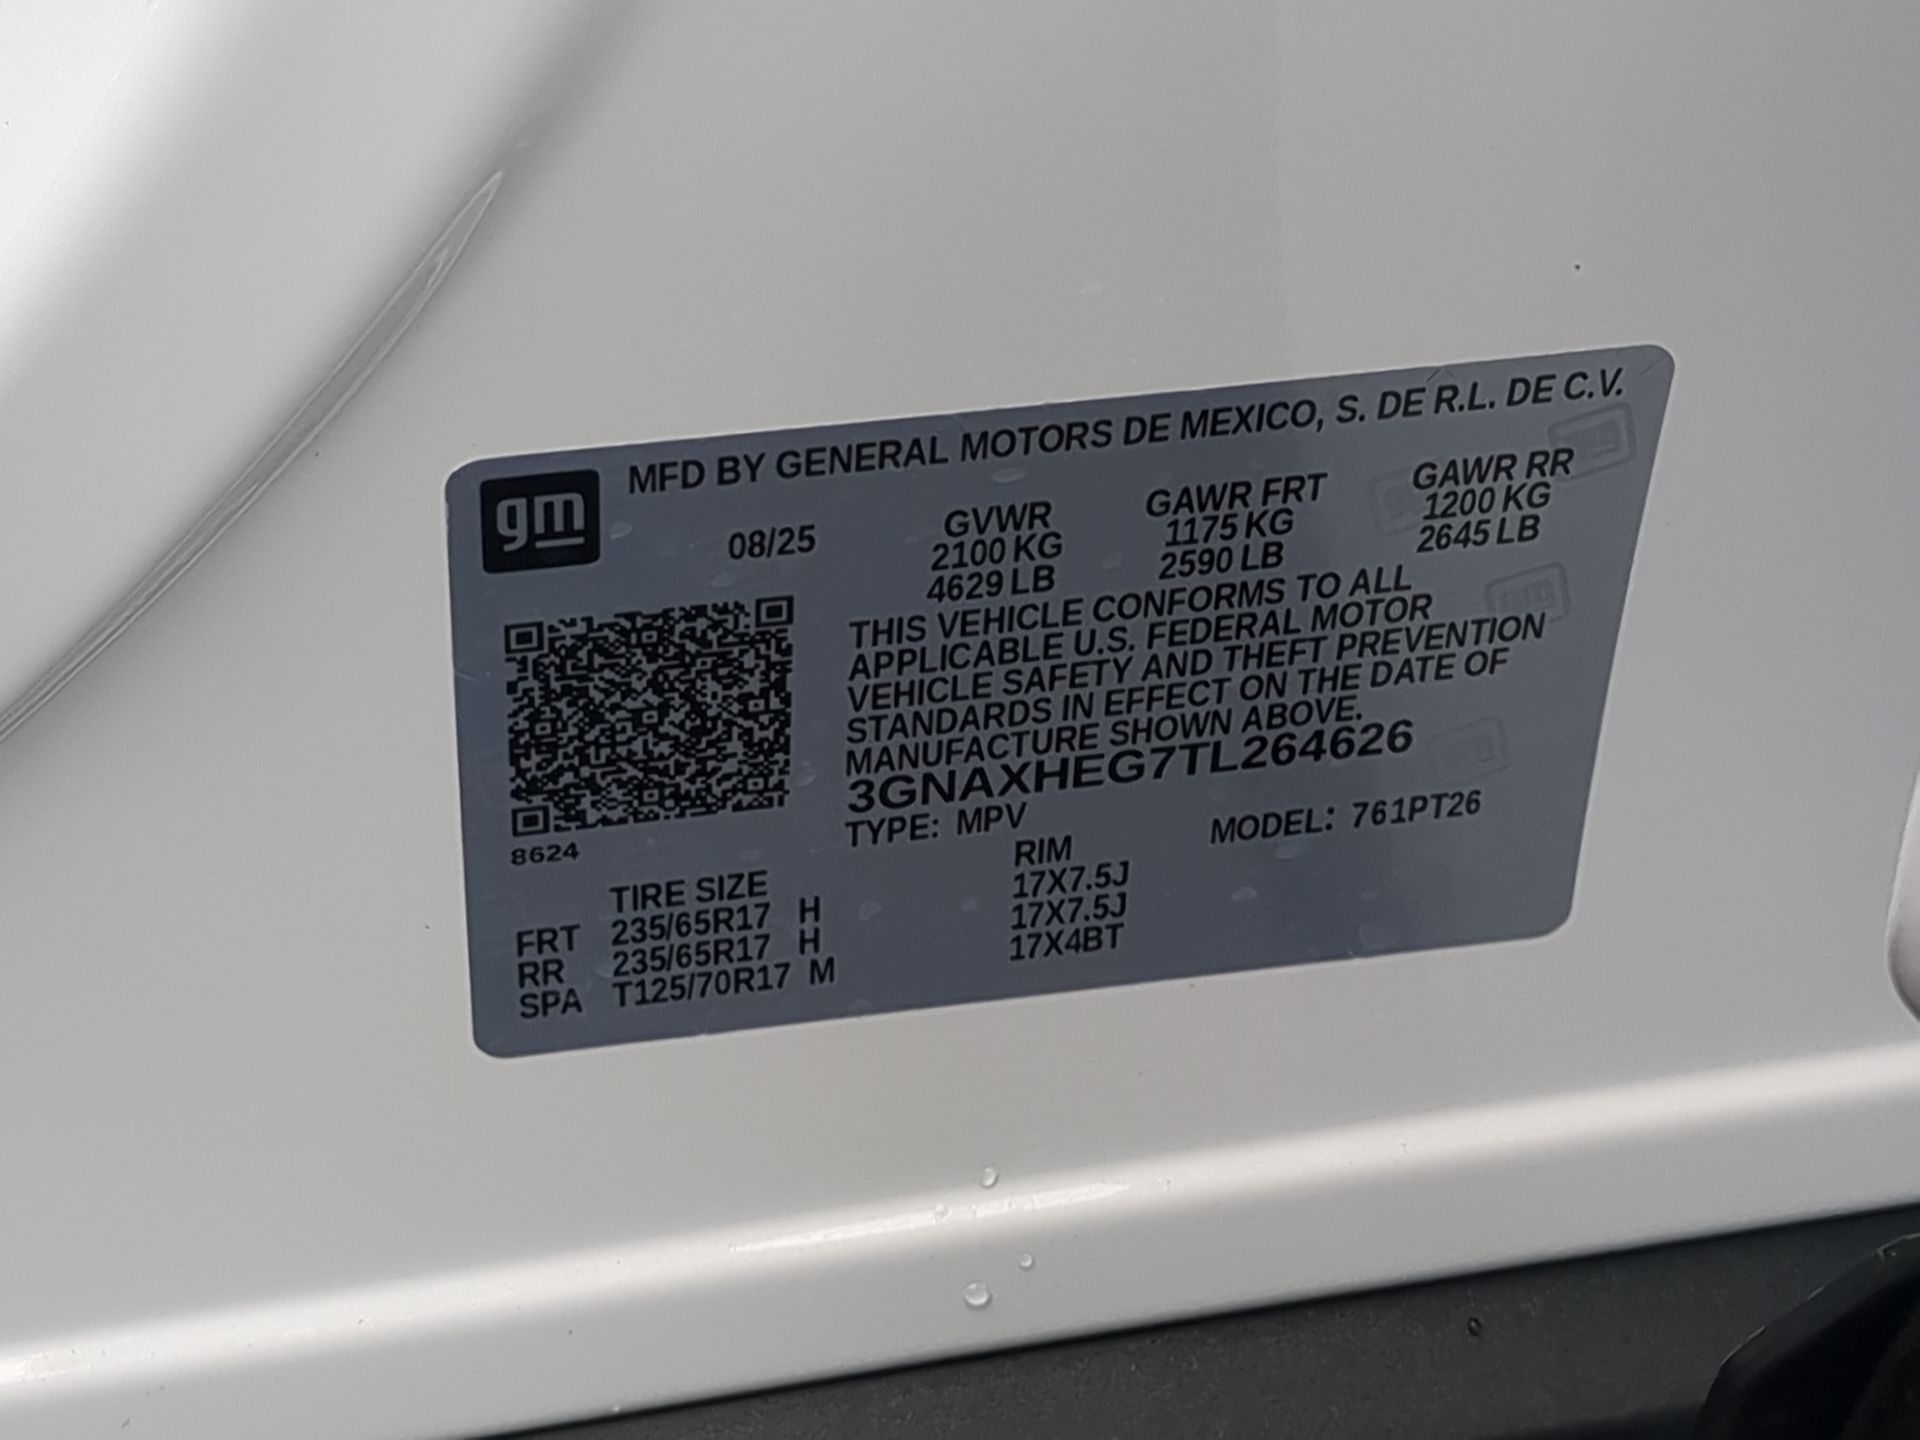 MFD BY GENERAL MOTORS DE MEXICO, S. DE R.L. DE C.V.
gm
08/25
GVWR
2100 KG
4629 LB
GAWR FRT
1175 KG
2590 LB
GAWR RR
1200 KG
2645 LB
THIS VEHICLE CONFORMS TO ALL
APPLICABLE U.S. FEDERAL MOTOR
VEHICLE SAFETY AND THEFT PREVENTION
STANDARDS IN EFFECT ON THE DATE OF
MANUFACTURE SHOWN ABOVE.
3GNAXHEG7TL264626
TYPE: MPV MODEL: 761PT26
8624
TIRE SIZE RIM
FRT 235/65R17 H 17X7.5J
RR 235/65R17 H 17X7.5J
SPA T125/70R17 M 17X4BT